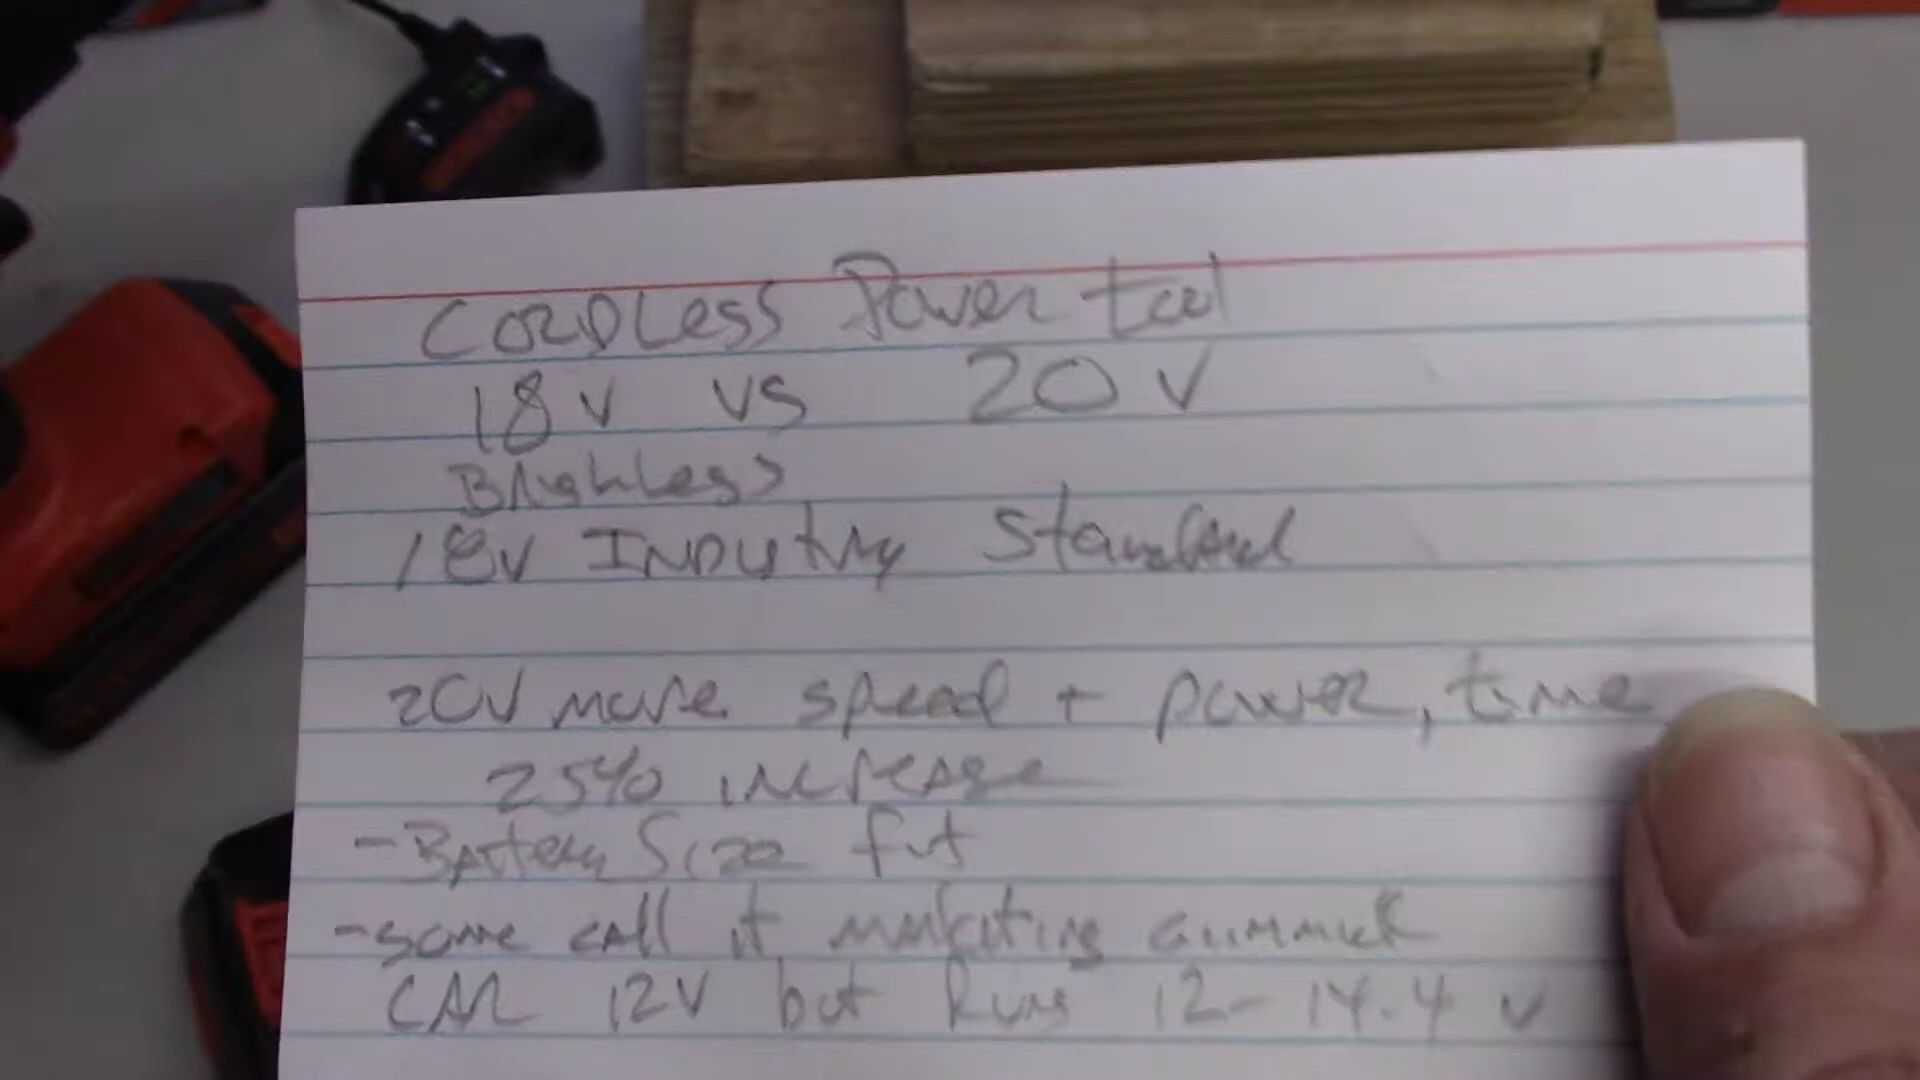 CORDLess Power tool
18v vs 20v
BRushLess
18v INDUstry Standard
20v more speed + power, time
25% increase
- BAttery Size fut
- some call it marketing Gimmick
CAR 12V but Runs 12-14.4 v